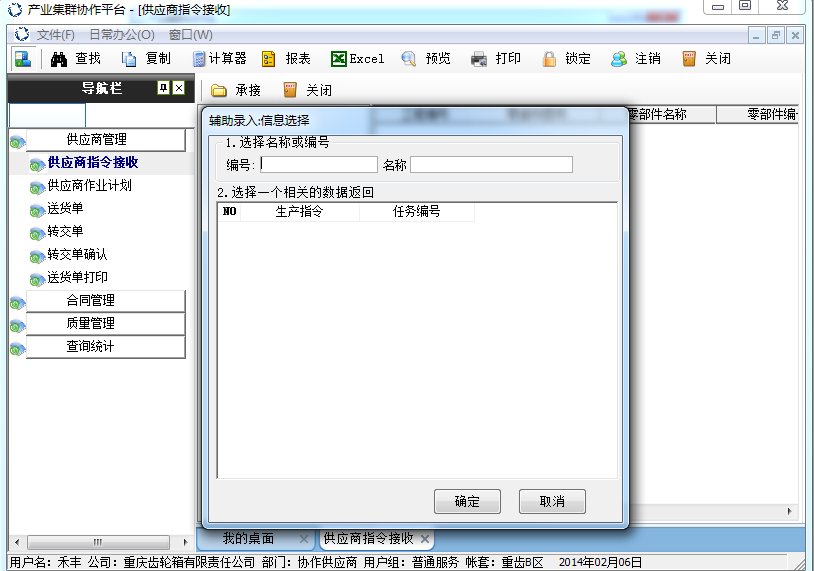 产业集群协作平台 - [供应商指令接收]
文件(F) 日常办公(O) 窗口(W)
查找 复制 计算器 报表 Excel 预览 打印 锁定 注销 关闭
导航栏
承接 关闭
零部件名称 零部件编
供应商管理
供应商指令接收
供应商作业计划
送货单
转交单
转交单确认
送货单打印
合同管理
质量管理
查询统计
辅助录入:信息选择
1.选择名称或编号
编号: 名称
2.选择一个相关的数据返回
NO 生产指令 任务编号
确定 取消
我的桌面 供应商指令接收
用户名: 禾丰 公司: 重庆齿轮箱有限责任公司 部门: 协作供应商 用户组: 普通服务 帐套: 重齿B区 2014年02月06日